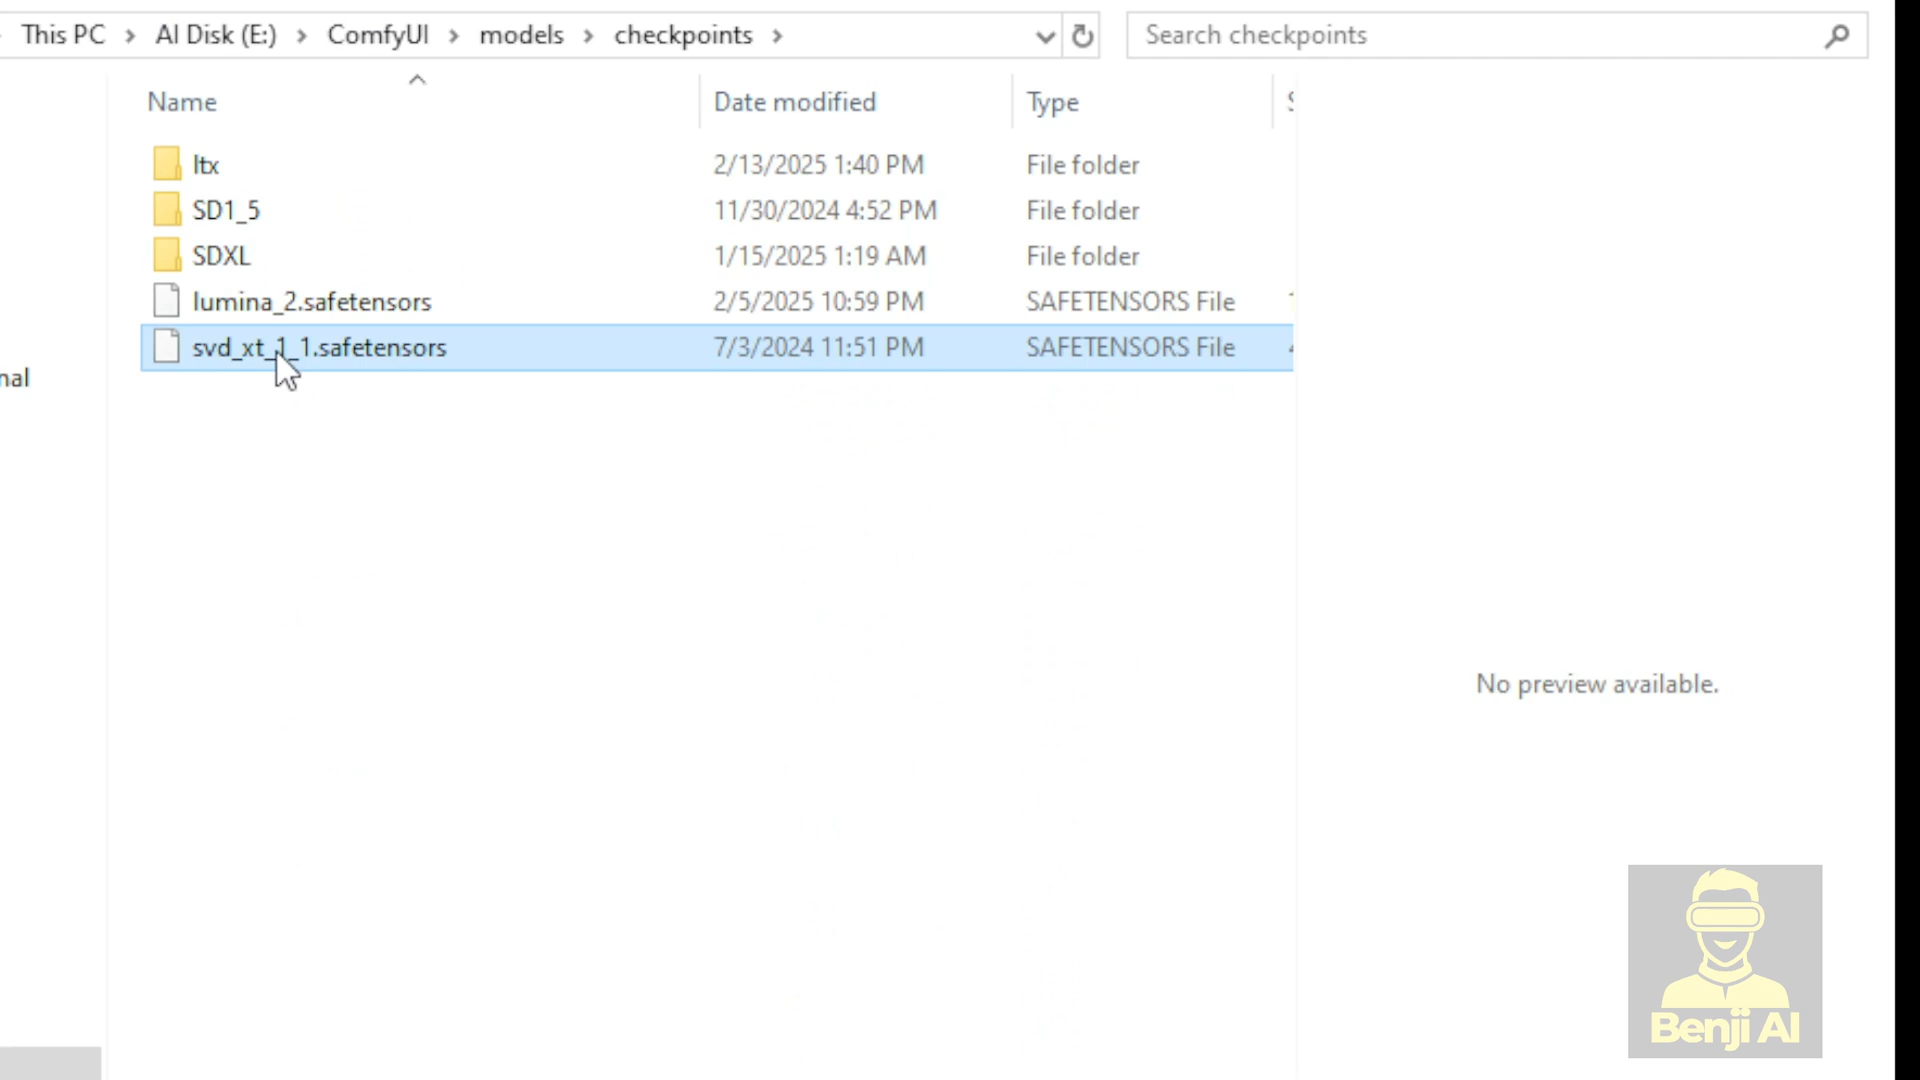 This PC > AI Disk (E:) > ComfyUI > models > checkpoints >
Search checkpoints
Name Date modified Type
ltx 2/13/2025 1:40 PM File folder
SD1_5 11/30/2024 4:52 PM File folder
SDXL 1/15/2025 1:19 AM File folder
lumina_2.safetensors 2/5/2025 10:59 PM SAFETENSORS File
svd_xt_1_1.safetensors 7/3/2024 11:51 PM SAFETENSORS File
nal
No preview available.
Benji AI